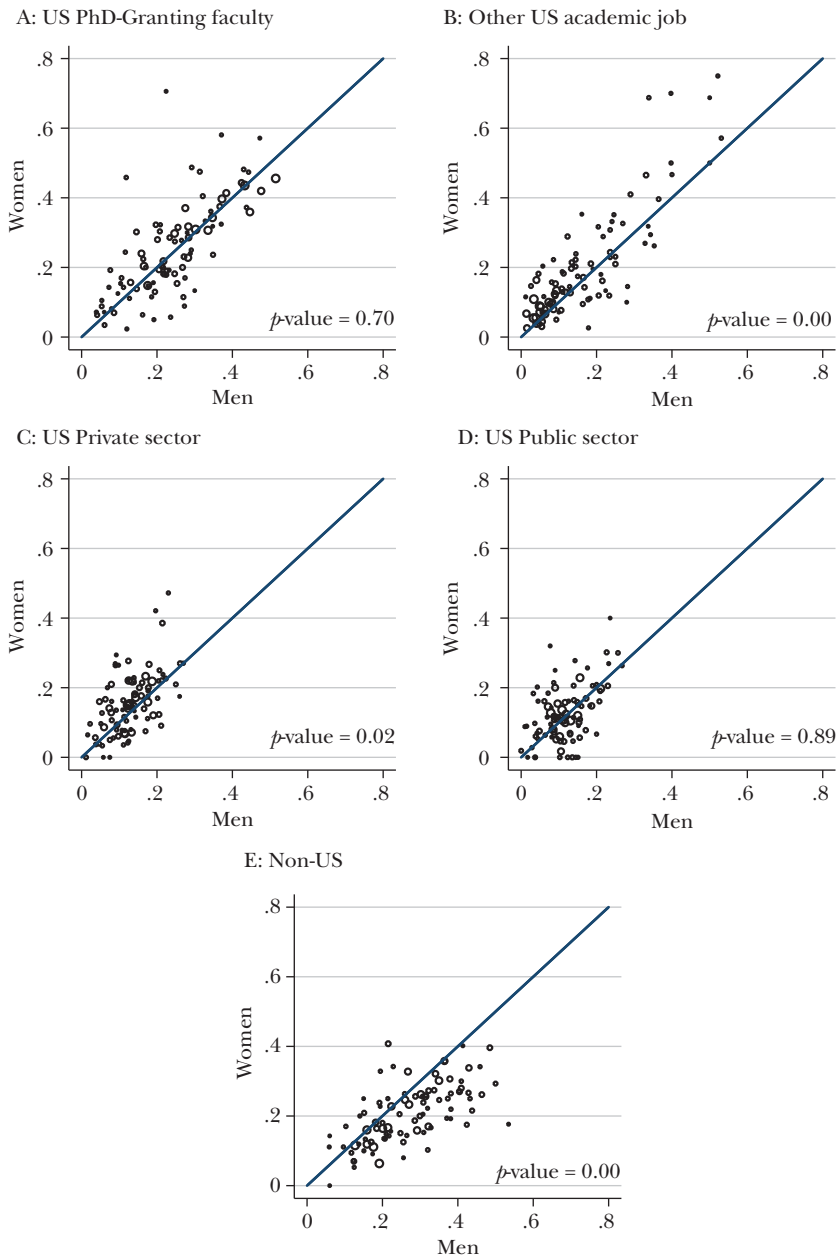 A: US PhD-Granting faculty
.8
.6
.4
.2
0
Women
p-value = 0.70
0 .2 .4 .6 .8
Men
B: Other US academic job
.8
.6
.4
.2
0
Women
p-value = 0.00
0 .2 .4 .6 .8
Men
C: US Private sector
.8
.6
.4
.2
0
Women
p-value = 0.02
0 .2 .4 .6 .8
Men
D: US Public sector
.8
.6
.4
.2
0
Women
p-value = 0.89
0 .2 .4 .6 .8
Men
E: Non-US
.8
.6
.4
.2
0
Women
p-value = 0.00
0 .2 .4 .6 .8
Men